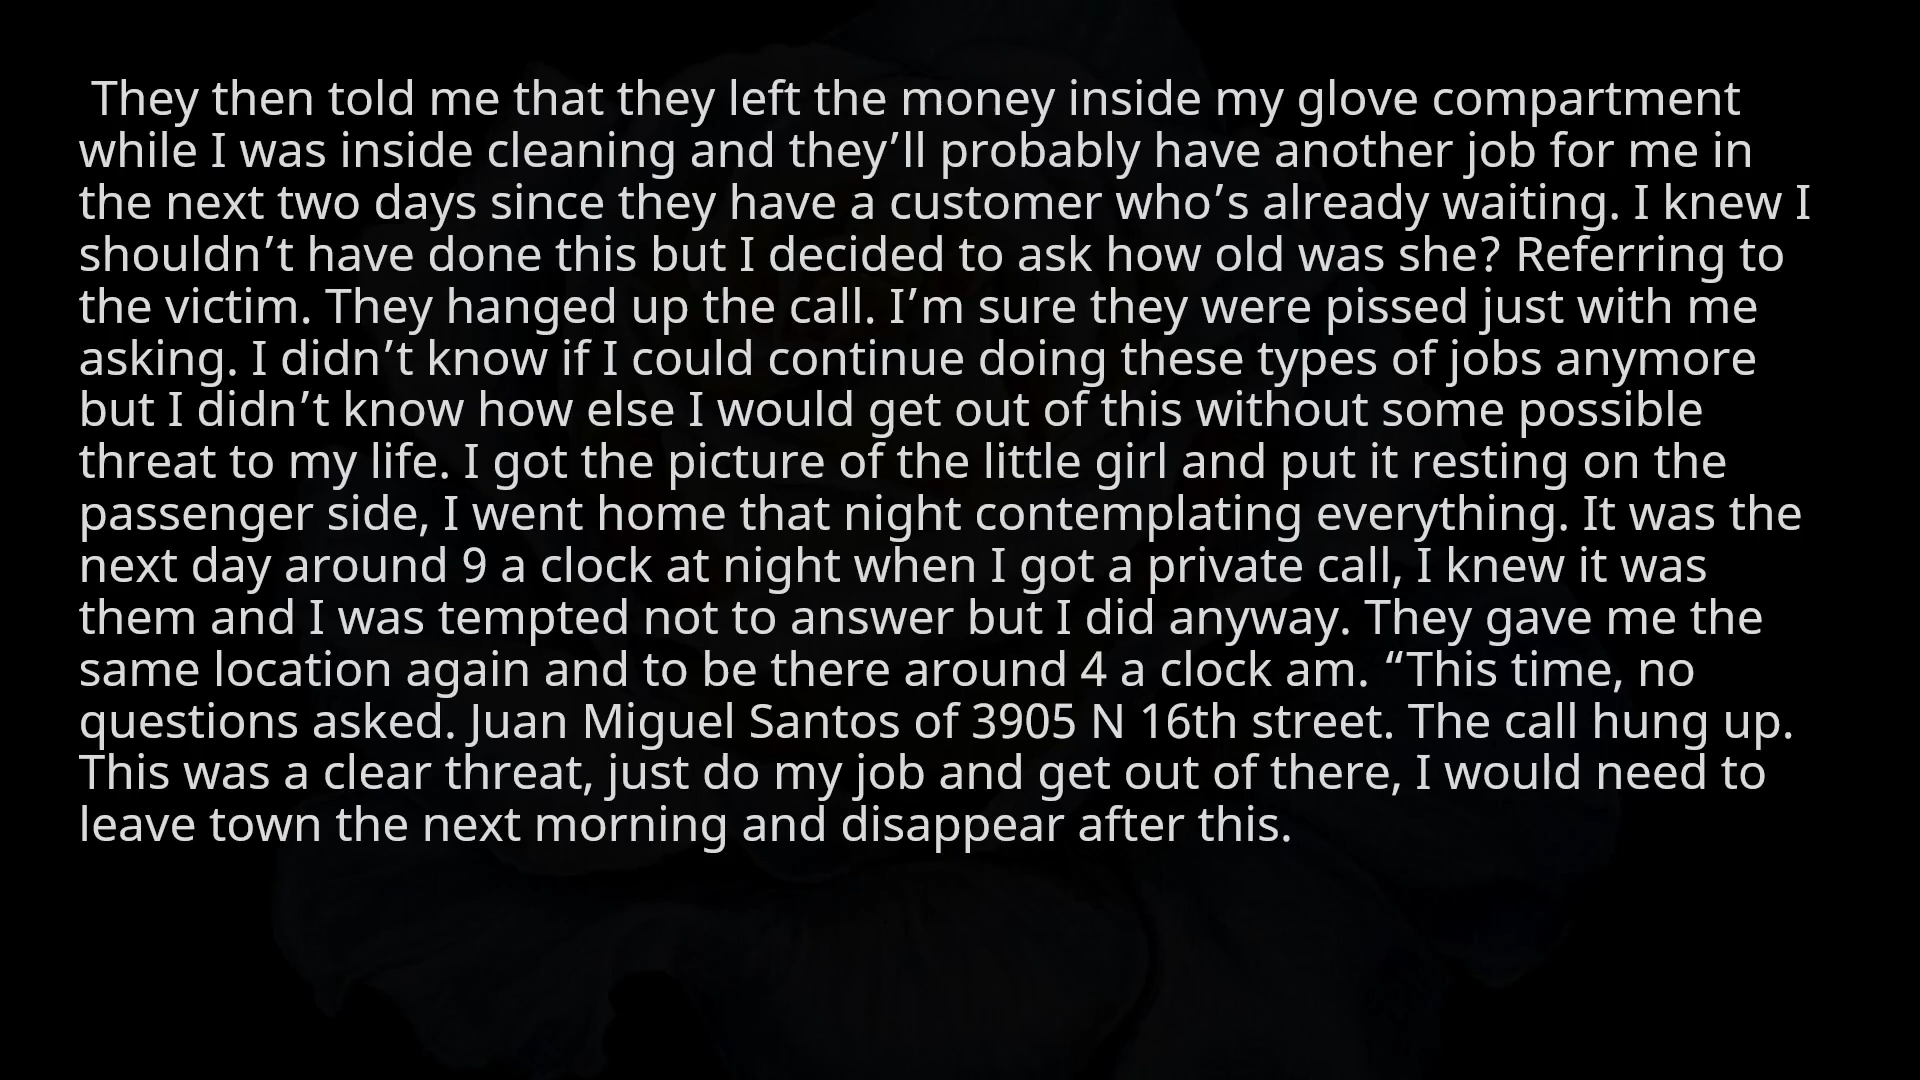 They then told me that they left the money inside my glove compartment
while I was inside cleaning and they’ll probably have another job for me in
the next two days since they have a customer who’s already waiting. I knew I
shouldn’t have done this but I decided to ask how old was she? Referring to
the victim. They hanged up the call. I’m sure they were pissed just with me
asking. I didn’t know if I could continue doing these types of jobs anymore
but I didn’t know how else I would get out of this without some possible
threat to my life. I got the picture of the little girl and put it resting on the
passenger side, I went home that night contemplating everything. It was the
next day around 9 a clock at night when I got a private call, I knew it was
them and I was tempted not to answer but I did anyway. They gave me the
same location again and to be there around 4 a clock am. “This time, no
questions asked. Juan Miguel Santos of 3905 N 16th street. The call hung up.
This was a clear threat, just do my job and get out of there, I would need to
leave town the next morning and disappear after this.